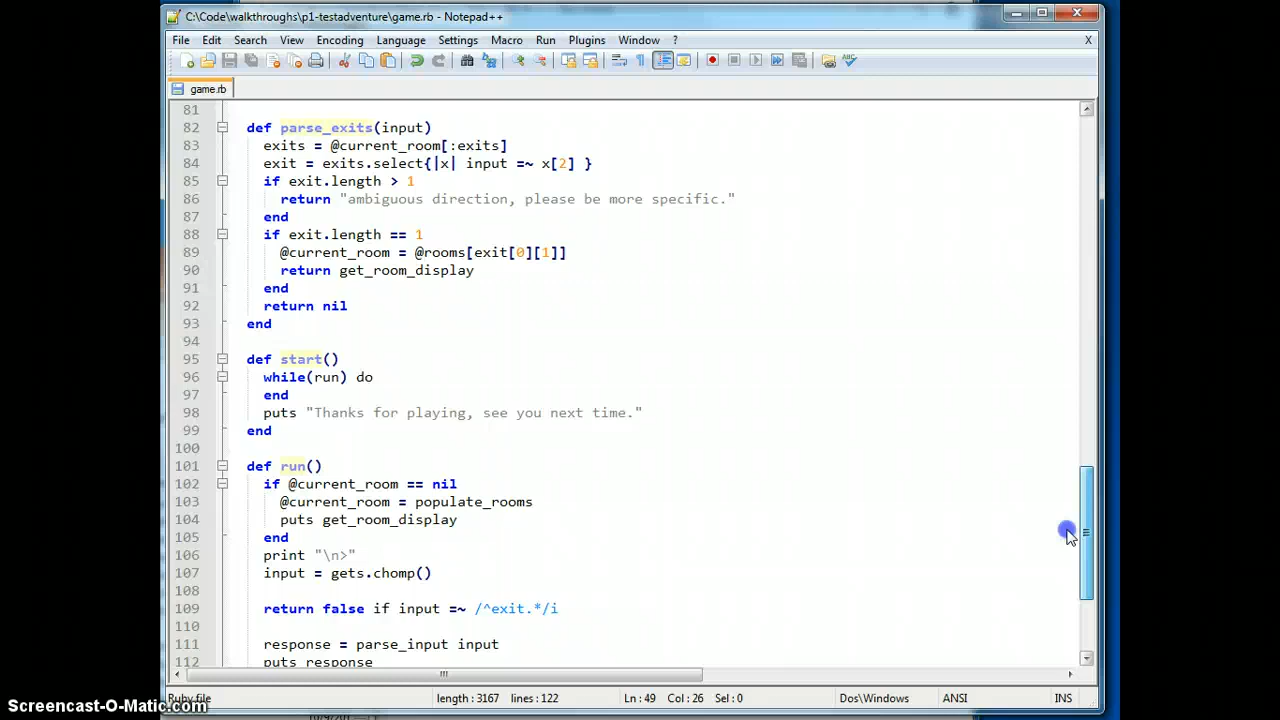 C:\Code\walkthroughs\p1-testadventure\game.rb - Notepad++
File Edit Search View Encoding Language Settings Macro Run Plugins Window ? X
game.rb
81
82 def parse_exits(input)
83 exits = @current_room[:exits]
84 exit = exits.select{|x| input =~ x[2] }
85 if exit.length > 1
86 return "ambiguous direction, please be more specific."
87 end
88 if exit.length == 1
89 @current_room = @rooms[exit[0][1]]
90 return get_room_display
91 end
92 return nil
93 end
94
95 def start()
96 while(run) do
97 end
98 puts "Thanks for playing, see you next time."
99 end
100
101 def run()
102 if @current_room == nil
103 @current_room = populate_rooms
104 puts get_room_display
105 end
106 print "\n>"
107 input = gets.chomp()
108
109 return false if input =~ /^exit.*/i
110
111 response = parse_input input
112 puts response
Ruby file length : 3167 lines : 122 Ln : 49 Col : 26 Sel : 0 Dos\Windows ANSI INS
Screencast-O-Matic.com